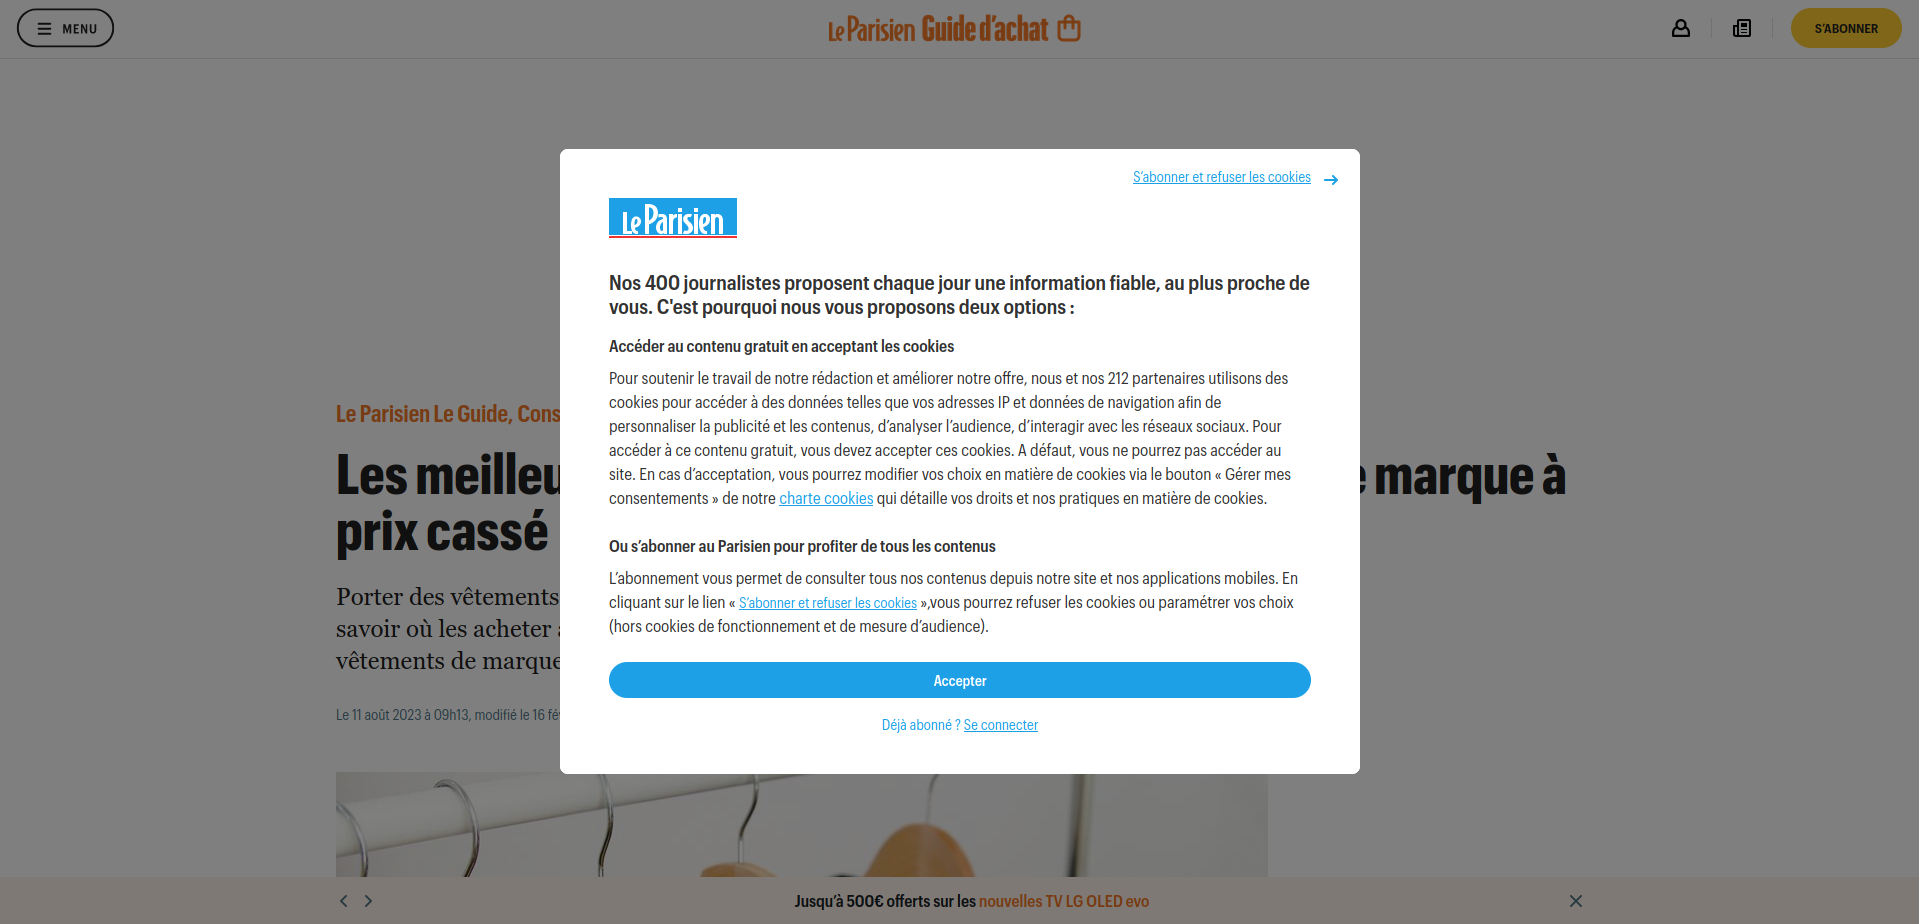 MENU
Le Parisien Guide d'achat
S'ABONNER
S'abonner et refuser les cookies
Le Parisien
Nos 400 journalistes proposent chaque jour une information fiable, au plus proche de
vous. C'est pourquoi nous vous proposons deux options :
Accéder au contenu gratuit en acceptant les cookies
Pour soutenir le travail de notre rédaction et améliorer notre offre, nous et nos 212 partenaires utilisons des
cookies pour accéder à des données telles que vos adresses IP et données de navigation afin de
personnaliser la publicité et les contenus, d'analyser l'audience, d'interagir avec les réseaux sociaux. Pour
accéder à ce contenu gratuit, vous devez accepter ces cookies. A défaut, vous ne pourrez pas accéder au
site. En cas d'acceptation, vous pourrez modifier vos choix en matière de cookies via le bouton « Gérer mes
consentements » de notre charte cookies qui détaille vos droits et nos pratiques en matière de cookies.
Ou s'abonner au Parisien pour profiter de tous les contenus
L'abonnement vous permet de consulter tous nos contenus depuis notre site et nos applications mobiles. En
cliquant sur le lien « S'abonner et refuser les cookies »,vous pourrez refuser les cookies ou paramétrer vos choix
(hors cookies de fonctionnement et de mesure d'audience).
Accepter
Déjà abonné ? Se connecter
Le Parisien Le Guide, Cons
Les meilleu marque à
prix cassé
Porter des vêtements
savoir où les acheter
vêtements de marque
Le 11 août 2023 à 09h13, modifié le 16 fév
Jusqu'à 500€ offerts sur les nouvelles TV LG OLED evo